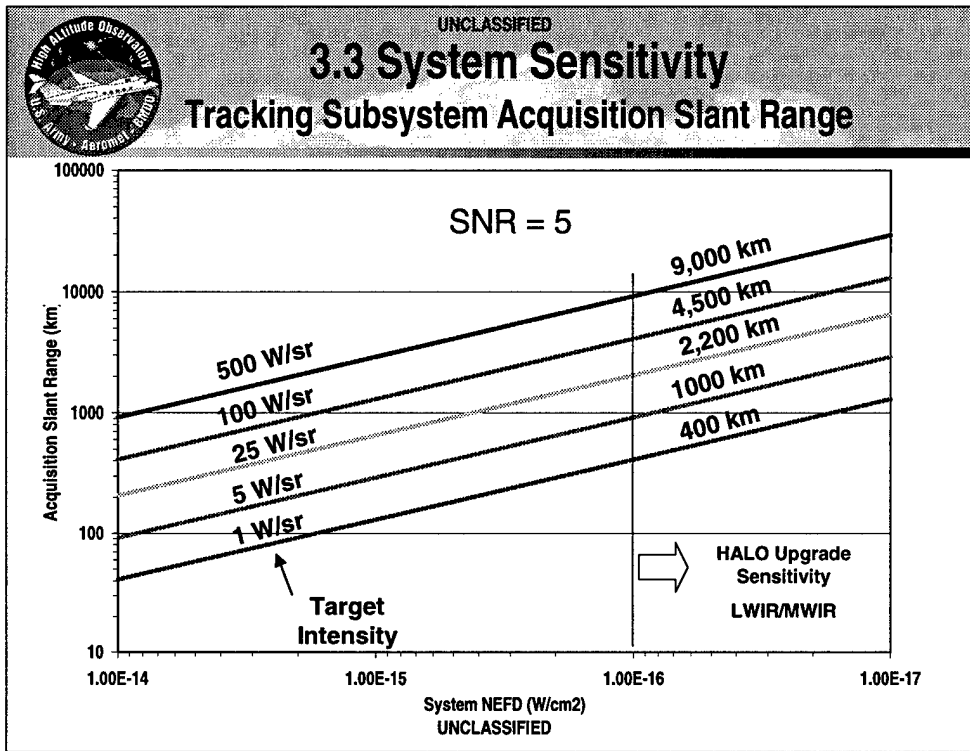 UNCLASSIFIED
3.3 System Sensitivity
Tracking Subsystem Acquisition Slant Range
High ALtitude Observatory
U.S. Army - Aeromet - BMDO
SNR = 5
100000
10000
1000
100
10
Acquisition Slant Range (km)
500 W/sr
100 W/sr
25 W/sr
5 W/sr
1 W/sr
9,000 km
4,500 km
2,200 km
1000 km
400 km
Target
Intensity
HALO Upgrade
Sensitivity
LWIR/MWIR
1.00E-14
1.00E-15
1.00E-16
1.00E-17
System NEFD (W/cm2)
UNCLASSIFIED